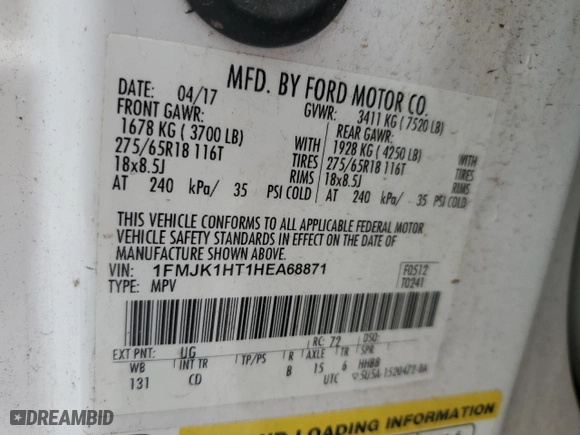 MFD. BY FORD MOTOR CO.
DATE: 04/17
GVWR: 3411 KG ( 7520 LB)
FRONT GAWR:
1678 KG ( 3700 LB)
275/65R18 116T
18x8.5J
AT 240 kPa/ 35 PSI COLD
WITH
TIRES
RIMS
REAR GAWR:
1928 KG ( 4250 LB)
275/65R18 116T
18x8.5J
AT 240 kPa/ 35 PSI COLD
WITH
TIRES
RIMS
THIS VEHICLE CONFORMS TO ALL APPLICABLE FEDERAL MOTOR
VEHICLE SAFETY STANDARDS IN EFFECT ON THE DATE OF
MANUFACTURE SHOWN ABOVE.
VIN: 1FMJK1HT1HEA68871
TYPE: MPV
F0512
T0241
EXT PNT: UG RC: 72 DSO:
WB INT TR TP/PS R AXLE TR SPR
131 CD B 15 6 HHBB
UTC
LOADING INFORMATION
DREAMBID